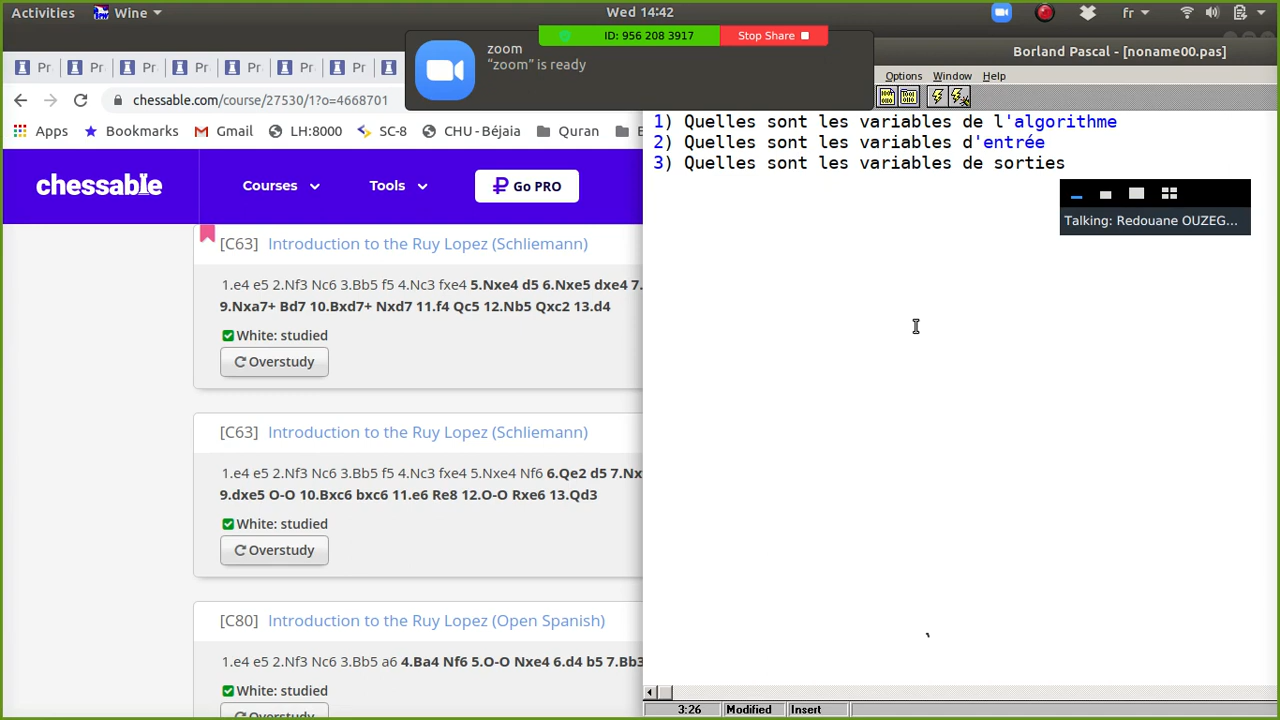 Activities Wine Wed 14:42 fr
zoom
“zoom” is ready
ID: 956 208 3917 Stop Share
Pr Pr Pr Pr Pr Pr Pr
chessable.com/course/27530/1?o=4668701
Apps Bookmarks Gmail LH:8000 SC-8 CHU-Béjaia Quran E
chessable Courses Tools Go PRO
[C63] Introduction to the Ruy Lopez (Schliemann)
1.e4 e5 2.Nf3 Nc6 3.Bb5 f5 4.Nc3 fxe4 5.Nxe4 d5 6.Nxe5 dxe4 7.
9.Nxa7+ Bd7 10.Bxd7+ Nxd7 11.f4 Qc5 12.Nb5 Qxc2 13.d4
White: studied
Overstudy
[C63] Introduction to the Ruy Lopez (Schliemann)
1.e4 e5 2.Nf3 Nc6 3.Bb5 f5 4.Nc3 fxe4 5.Nxe4 Nf6 6.Qe2 d5 7.Nx
9.dxe5 O-O 10.Bxc6 bxc6 11.e6 Re8 12.O-O Rxe6 13.Qd3
White: studied
Overstudy
[C80] Introduction to the Ruy Lopez (Open Spanish)
1.e4 e5 2.Nf3 Nc6 3.Bb5 a6 4.Ba4 Nf6 5.O-O Nxe4 6.d4 b5 7.Bb3
White: studied
Overstudy
Borland Pascal - [noname00.pas]
Options Window Help
1) Quelles sont les variables de l'algorithme
2) Quelles sont les variables d'entrée
3) Quelles sont les variables de sorties
Talking: Redouane OUZEG...
3:26 Modified Insert